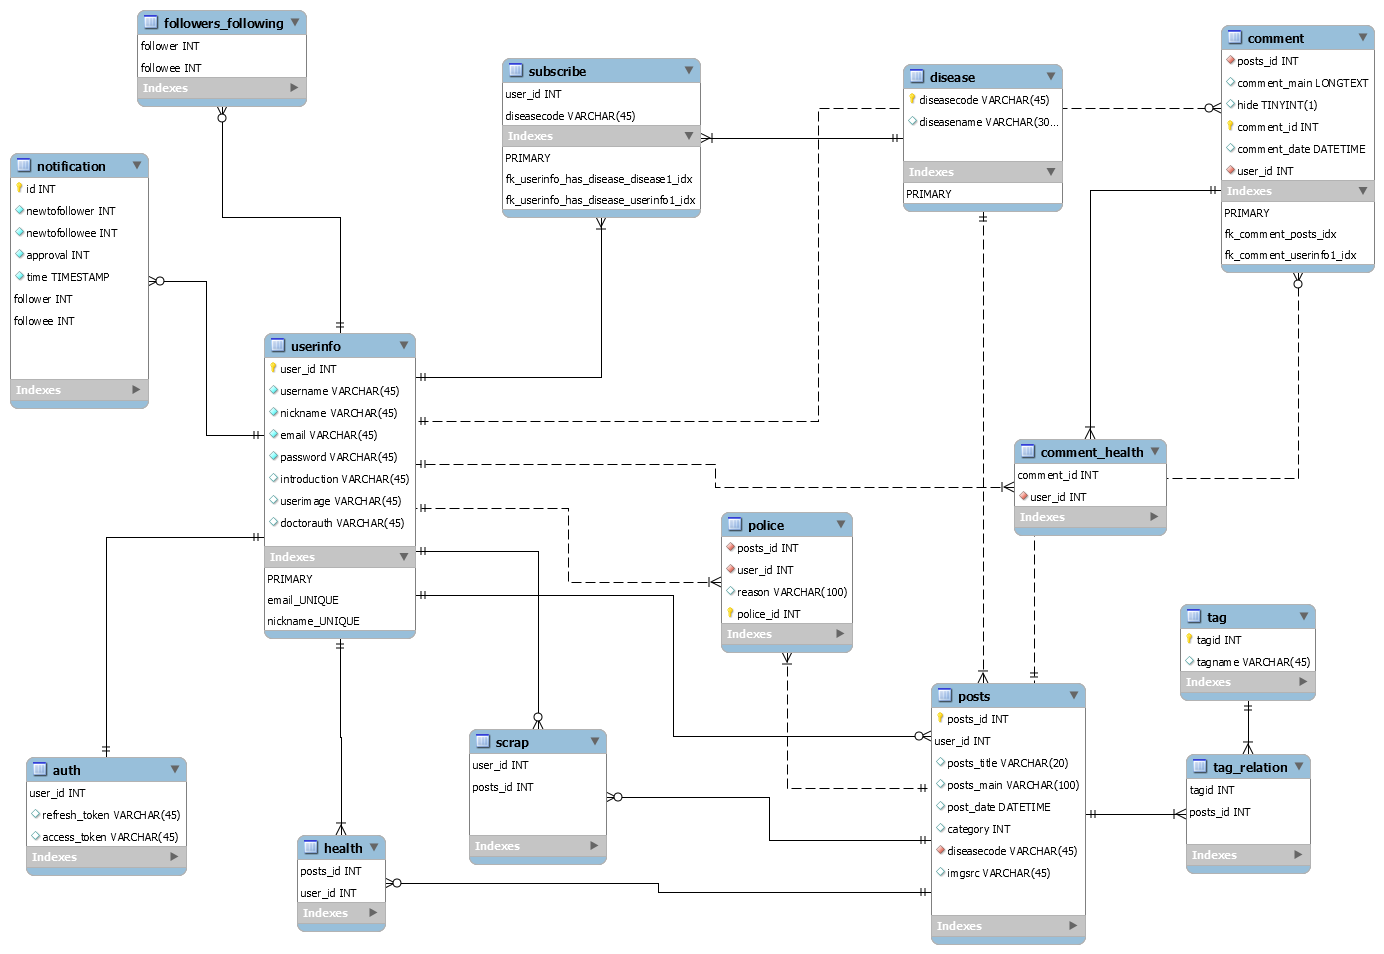 followers_following
follower INT
followee INT
Indexes
subscribe
user_id INT
diseasecode VARCHAR(45)
Indexes
PRIMARY
fk_userinfo_has_disease_disease1_idx
fk_userinfo_has_disease_userinfo1_idx
disease
diseasecode VARCHAR(45)
diseasename VARCHAR(30...
Indexes
PRIMARY
comment
posts_id INT
comment_main LONGTEXT
hide TINYINT(1)
comment_id INT
comment_date DATETIME
user_id INT
Indexes
PRIMARY
fk_comment_posts_idx
fk_comment_userinfo1_idx
notification
id INT
newtofollower INT
newtofollowee INT
approval INT
time TIMESTAMP
follower INT
followee INT
Indexes
userinfo
user_id INT
username VARCHAR(45)
nickname VARCHAR(45)
email VARCHAR(45)
password VARCHAR(45)
introduction VARCHAR(45)
userimage VARCHAR(45)
doctorauth VARCHAR(45)
Indexes
PRIMARY
email_UNIQUE
nickname_UNIQUE
comment_health
comment_id INT
user_id INT
Indexes
police
posts_id INT
user_id INT
reason VARCHAR(100)
police_id INT
Indexes
tag
tagid INT
tagname VARCHAR(45)
Indexes
posts
posts_id INT
user_id INT
posts_title VARCHAR(20)
posts_main VARCHAR(100)
post_date DATETIME
category INT
diseasecode VARCHAR(45)
imgsrc VARCHAR(45)
Indexes
scrap
user_id INT
posts_id INT
Indexes
tag_relation
tagid INT
posts_id INT
Indexes
auth
user_id INT
refresh_token VARCHAR(45)
access_token VARCHAR(45)
Indexes
health
posts_id INT
user_id INT
Indexes